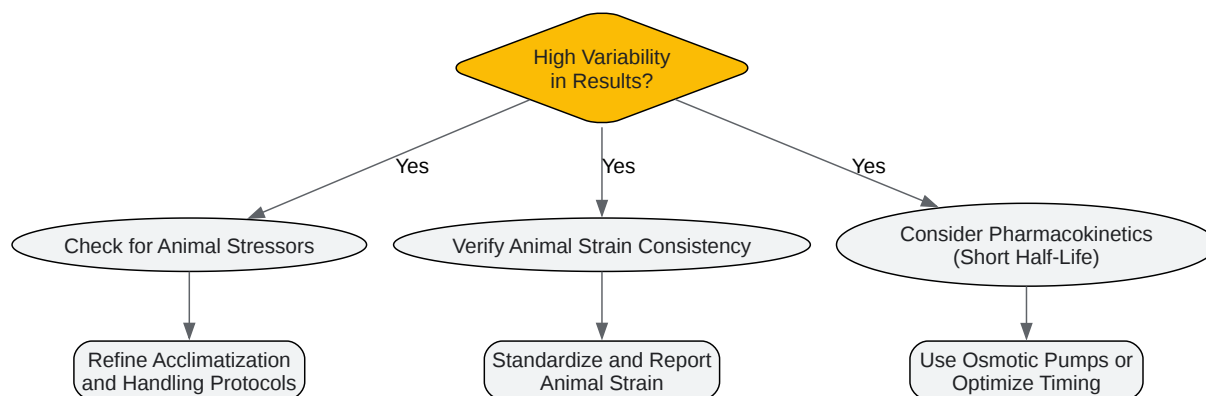 High Variability
in Results?
Yes
Yes
Yes
Check for Animal Stressors
Verify Animal Strain Consistency
Consider Pharmacokinetics
(Short Half-Life)
Refine Acclimatization
and Handling Protocols
Standardize and Report
Animal Strain
Use Osmotic Pumps or
Optimize Timing